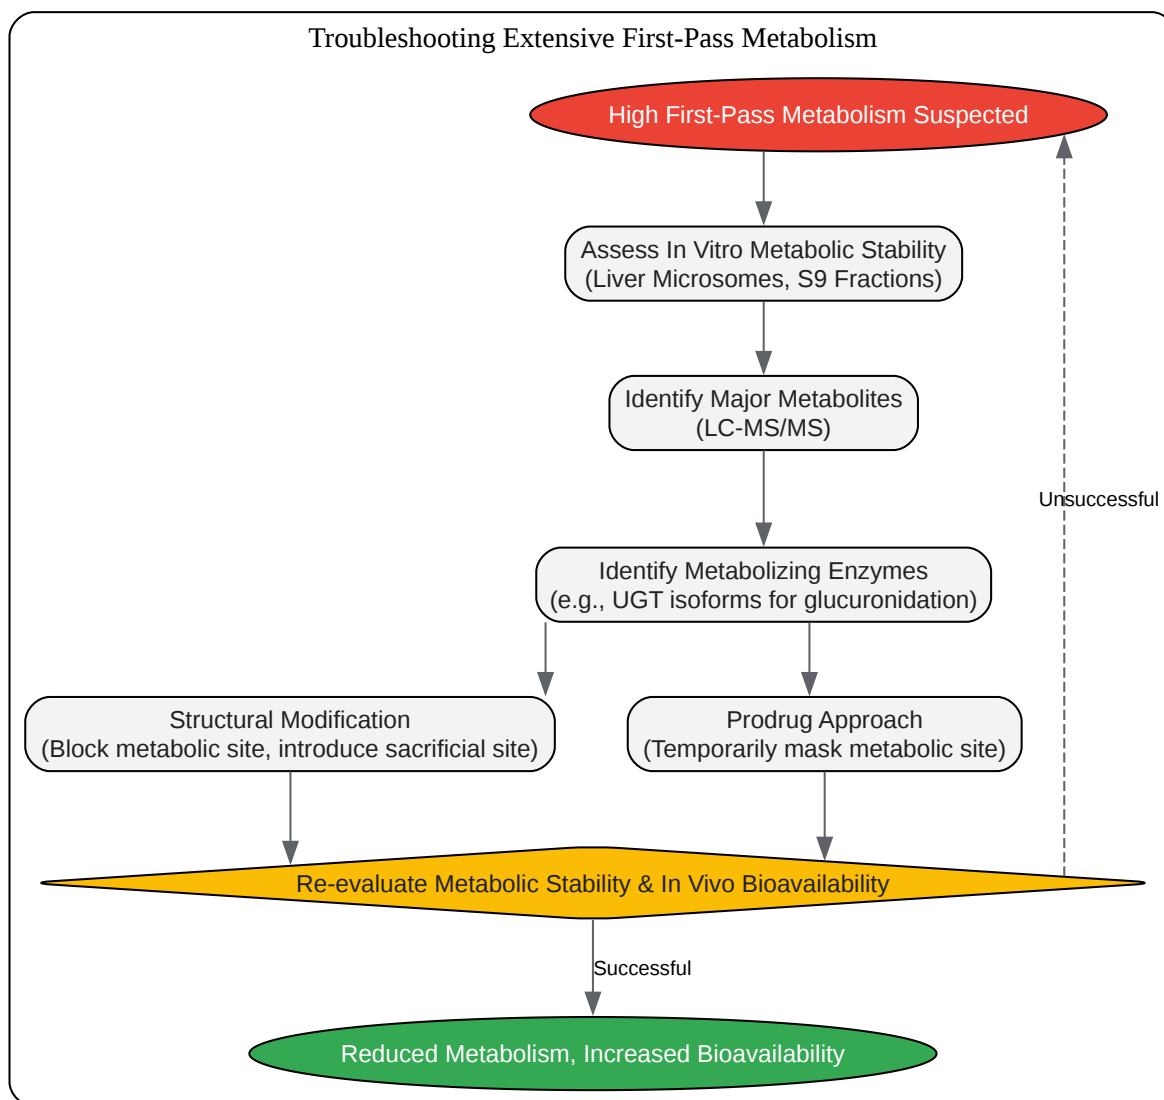 Troubleshooting Extensive First-Pass Metabolism
High First-Pass Metabolism Suspected
Assess In Vitro Metabolic Stability
(Liver Microsomes, S9 Fractions)
Identify Major Metabolites
(LC-MS/MS)
Unsuccessful
Identify Metabolizing Enzymes
(e.g., UGT isoforms for glucuronidation)
Structural Modification
(Block metabolic site, introduce sacrificial site)
Prodrug Approach
(Temporarily mask metabolic site)
Re-evaluate Metabolic Stability & In Vivo Bioavailability
Successful
Reduced Metabolism, Increased Bioavailability